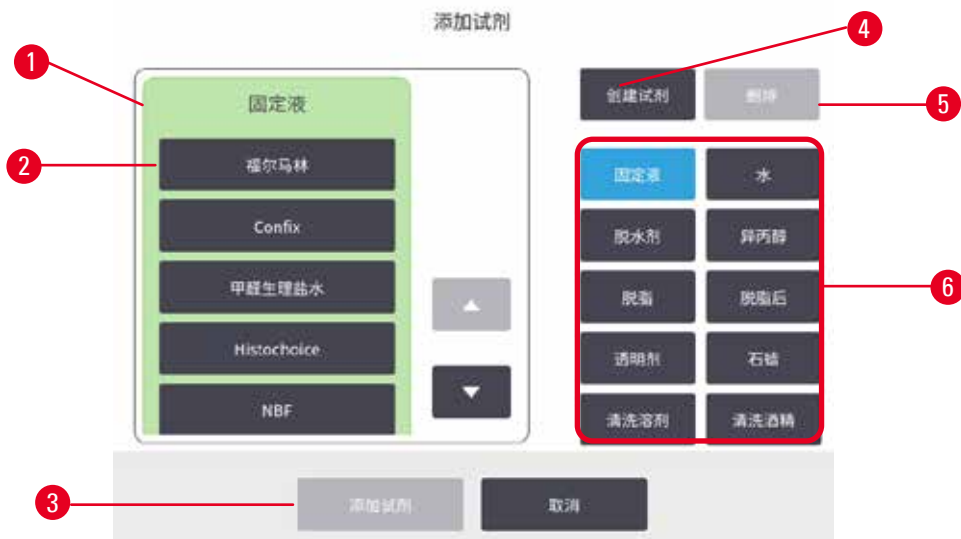 添加试剂
4
1
固定液
创建试剂
删除
5
2
福尔马林
固定液
水
Confix
脱水剂
异丙醇
甲醛生理盐水
脱脂
脱脂后
6
Histochoice
透明剂
石蜡
NBF
清洗溶剂
清洗酒精
3
添加试剂
取消